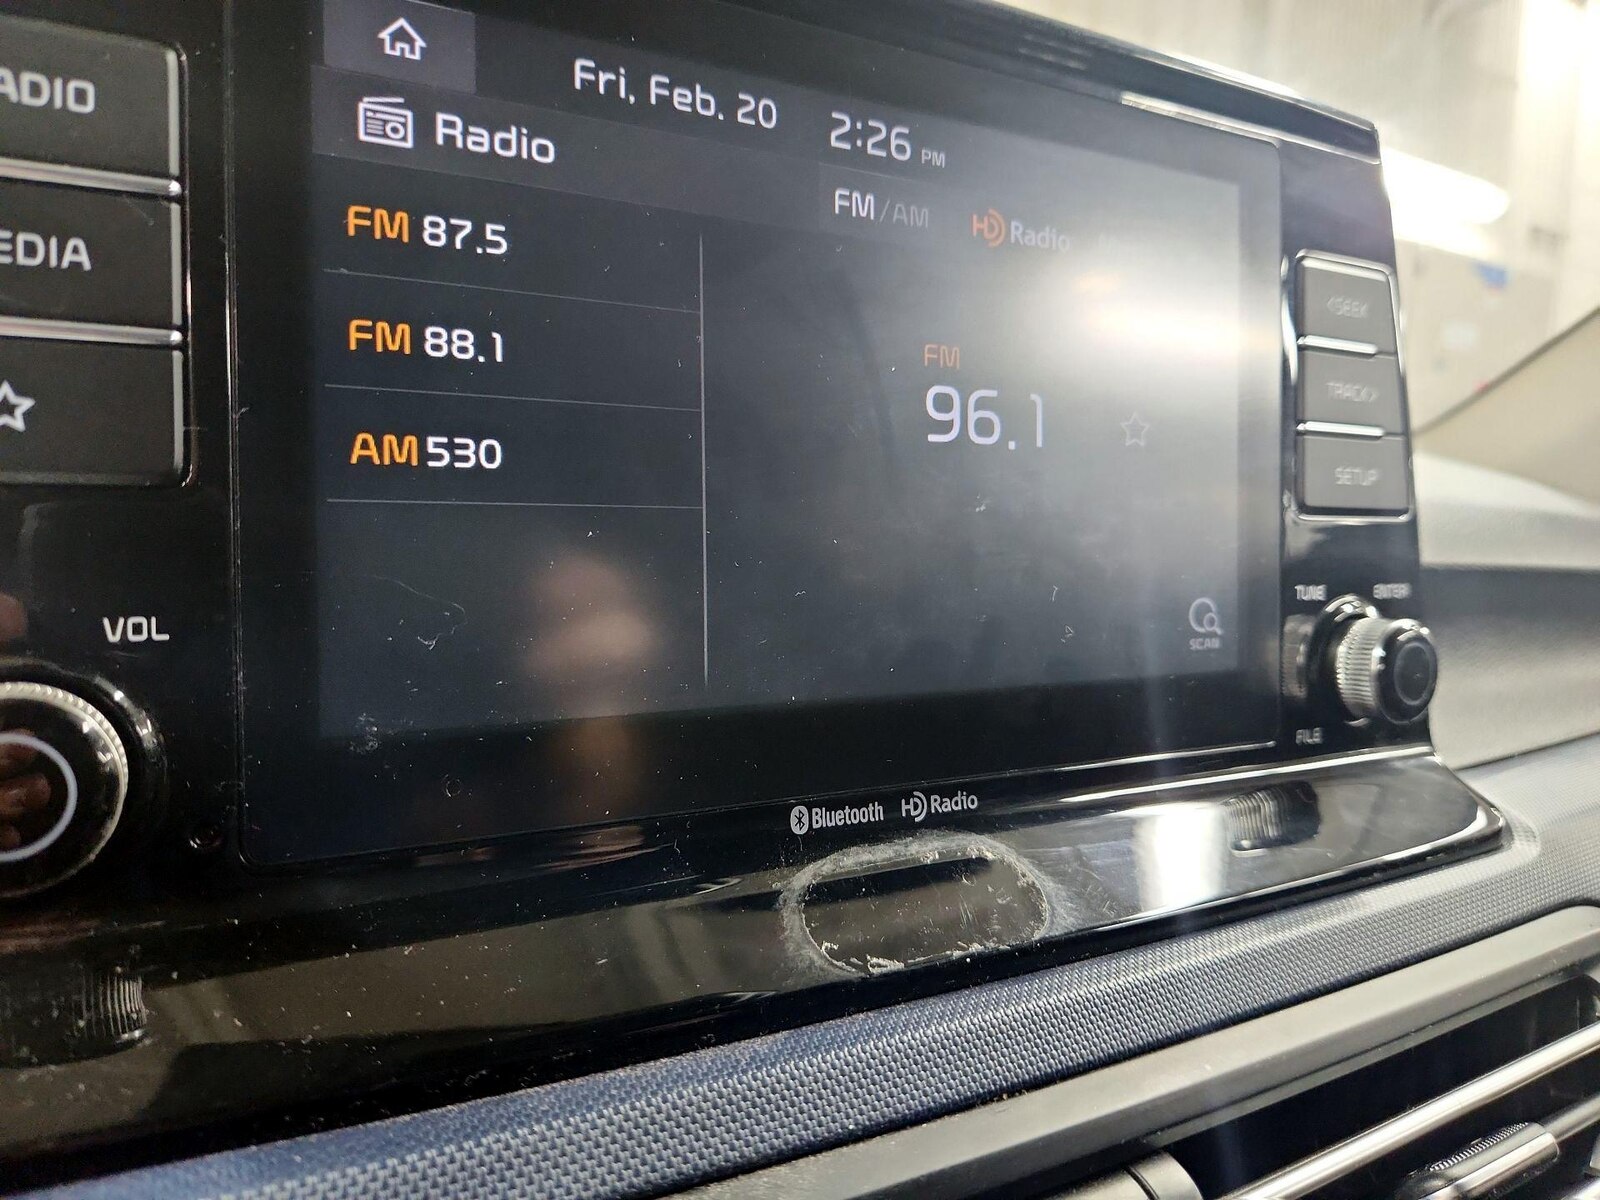 ADIO
EDIA
VOL
Fri, Feb. 20 2:26 PM
Radio
FM/AM HD Radio
FM 87.5
FM 88.1
AM 530
FM
96.1
SCAN
<SEEK
TRACK>
SETUP
TUNE ENTER
FILE
Bluetooth HD Radio